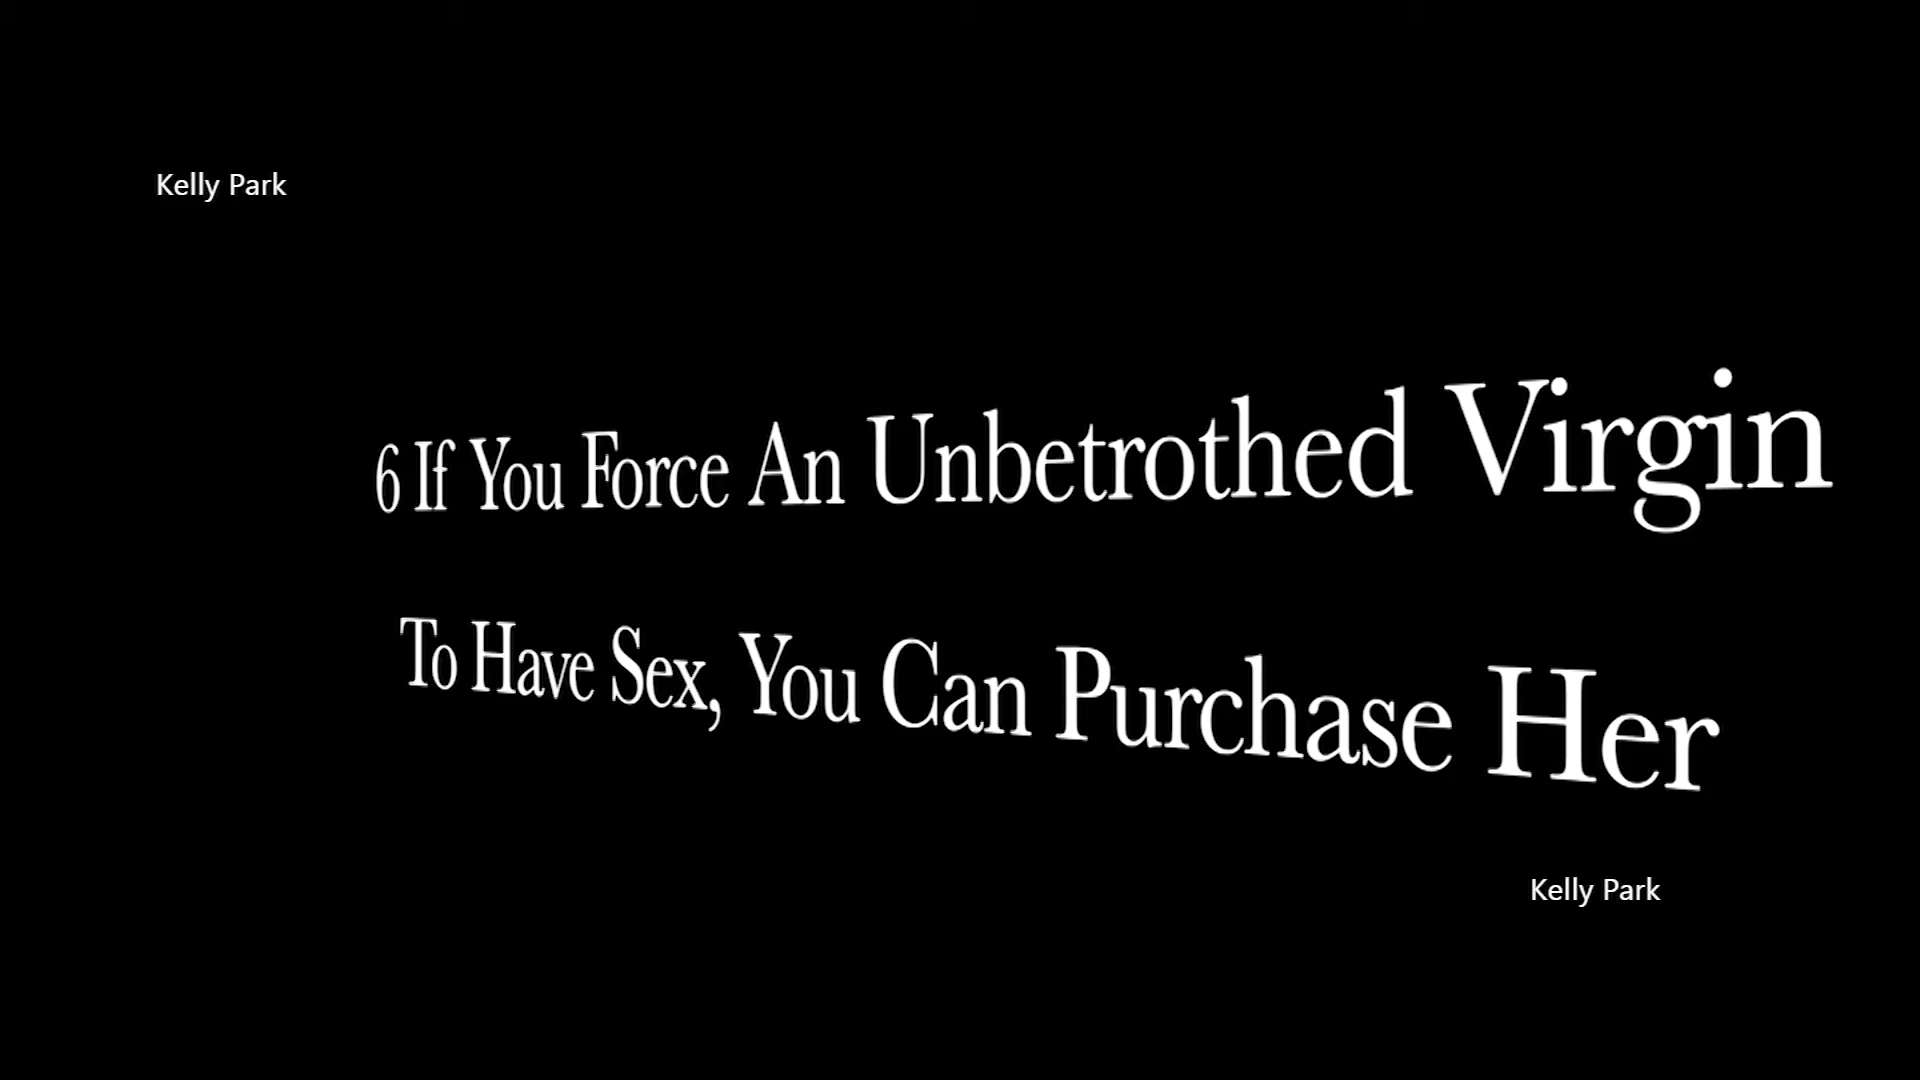 Kelly Park
6 If You Force An Unbetrothed Virgin
To Have Sex, You Can Purchase Her
Kelly Park